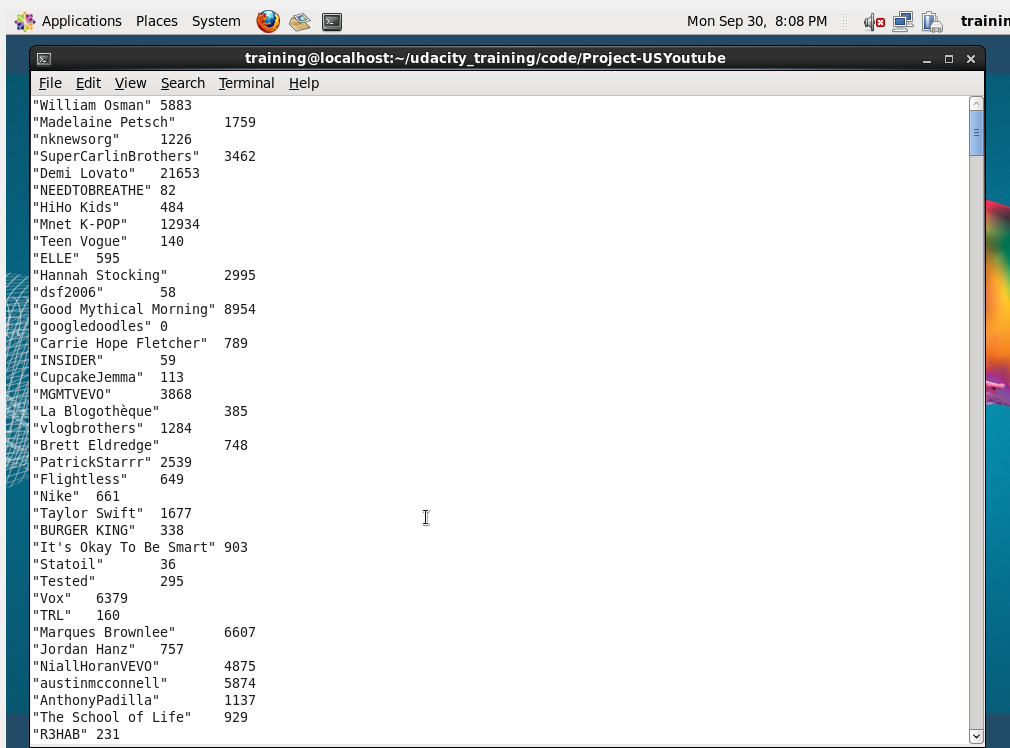 Applications Places System Mon Sep 30, 8:08 PM trainin
training@localhost:~/udacity_training/code/Project-USYoutube
File Edit View Search Terminal Help
"William Osman" 5883
"Madelaine Petsch" 1759
"nknewsorg" 1226
"SuperCarlinBrothers" 3462
"Demi Lovato" 21653
"NEEDTOBREATHE" 82
"HiHo Kids" 484
"Mnet K-POP" 12934
"Teen Vogue" 140
"ELLE" 595
"Hannah Stocking" 2995
"dsf2006" 58
"Good Mythical Morning" 8954
"googledoodles" 0
"Carrie Hope Fletcher" 789
"INSIDER" 59
"CupcakeJemma" 113
"MGMTVEVO" 3868
"La Blogothèque" 385
"vlogbrothers" 1284
"Brett Eldredge" 748
"PatrickStarrr" 2539
"Flightless" 649
"Nike" 661
"Taylor Swift" 1677
"BURGER KING" 338
"It's Okay To Be Smart" 903
"Statoil" 36
"Tested" 295
"Vox" 6379
"TRL" 160
"Marques Brownlee" 6607
"Jordan Hanz" 757
"NiallHoranVEVO" 4875
"austinmcconnell" 5874
"AnthonyPadilla" 1137
"The School of Life" 929
"R3HAB" 231